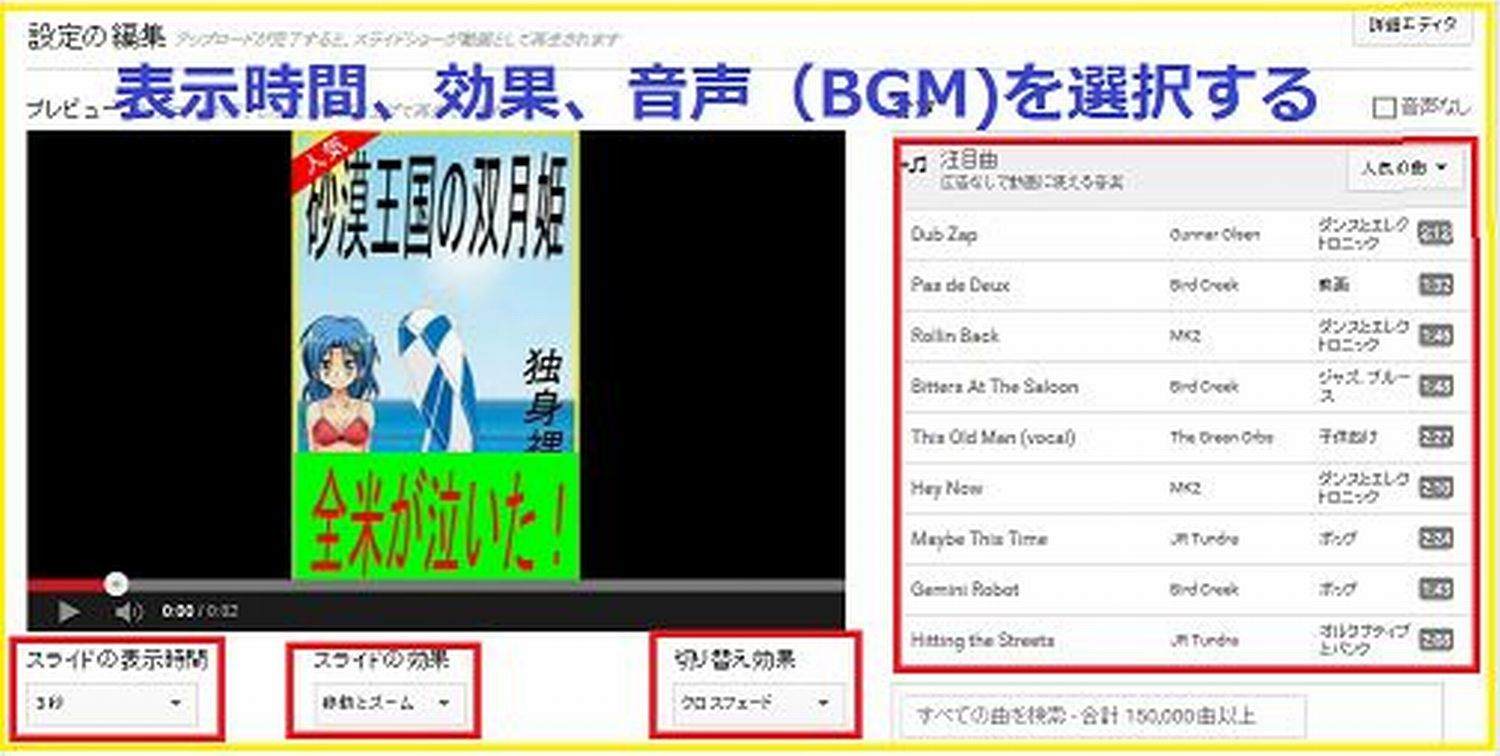 設定の編集 アップロードが完了すると、スライドショーが動画として再生されます
詳細エディタ
表示時間、効果、音声（BGM)を選択する
プレビュー
音声なし
人気
砂漠王国の双月姫
独身裸
全米が泣いた！
0:00 / 0:02
スライドの表示時間
3 秒
スライドの効果
移動とズーム
切り替え効果
クロスフェード
注目曲
人気の曲
広告なしで動画に使える音楽
Dub Zap Gunnar Olsen ダンスとエレクトロニック 2:12
Pas de Deux Bird Creek 映画
Rollin Back MK2 ダンスとエレクトロニック
Bitters At The Saloon Bird Creek ジャズ、ブルース
This Old Man (vocal) The Green Orbs 子供向け 2:27
Hey Now MK2 ダンスとエレクトロニック
Maybe This Time JR Tundra ポップ
Gemini Robot Bird Creek ポップ
Hitting the Streets JR Tundra オルタナティブとパンク
すべての曲を検索 - 合計 150,000 曲以上